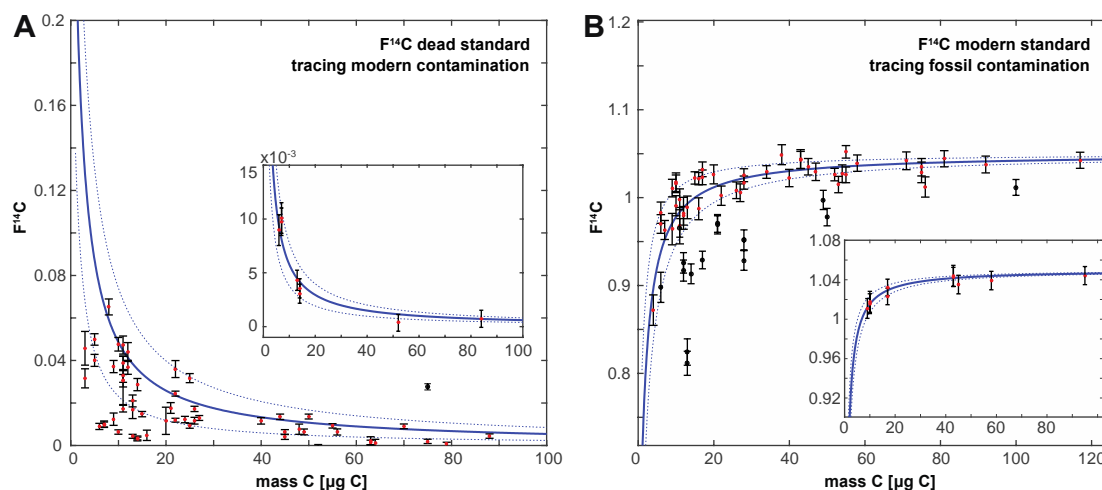 A
F¹⁴C dead standard
tracing modern contamination
0.2
0.16
0.12
0.08
0.04
0
F¹⁴C
x10⁻³
15
10
5
0
0 20 40 60 80 100
0 20 40 60 80 100
mass C [µg C]
B
F¹⁴C modern standard
tracing fossil contamination
1.2
1.1
1.0
0.9
0.8
F¹⁴C
1.08
1.04
1.00
0.96
0.92
0 20 40 60 80
0 20 40 60 80 100 120
mass C [µg C]